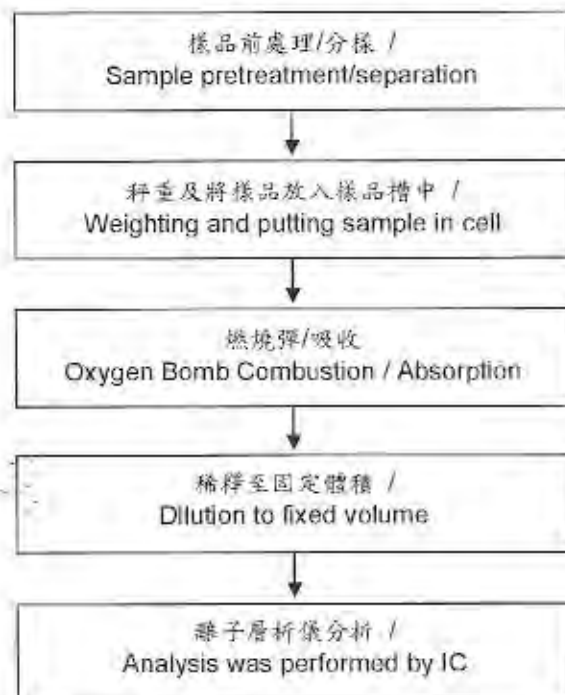 樣品前處理/分樣 /
Sample pretreatment/separation
秤重及將樣品放入樣品槽中 /
Weighting and putting sample in cell
燃燒彈/吸收
Oxygen Bomb Combustion / Absorption
稀釋至固定體積 /
Dilution to fixed volume
離子層析儀分析 /
Analysis was performed by IC